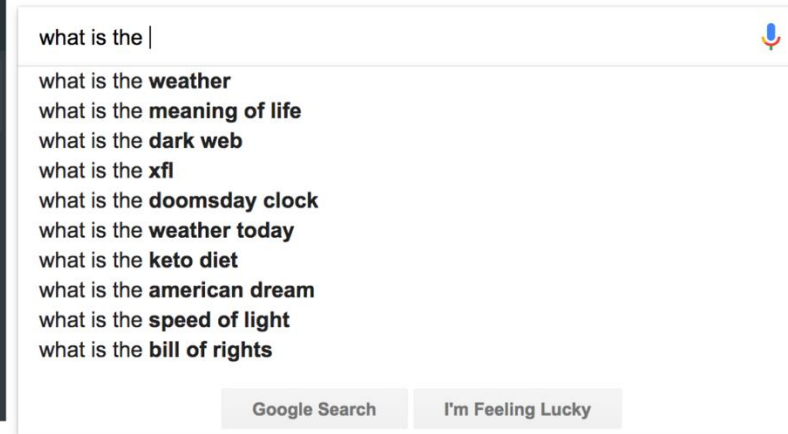 what is the
what is the weather
what is the meaning of life
what is the dark web
what is the xfl
what is the doomsday clock
what is the weather today
what is the keto diet
what is the american dream
what is the speed of light
what is the bill of rights
Google Search I'm Feeling Lucky